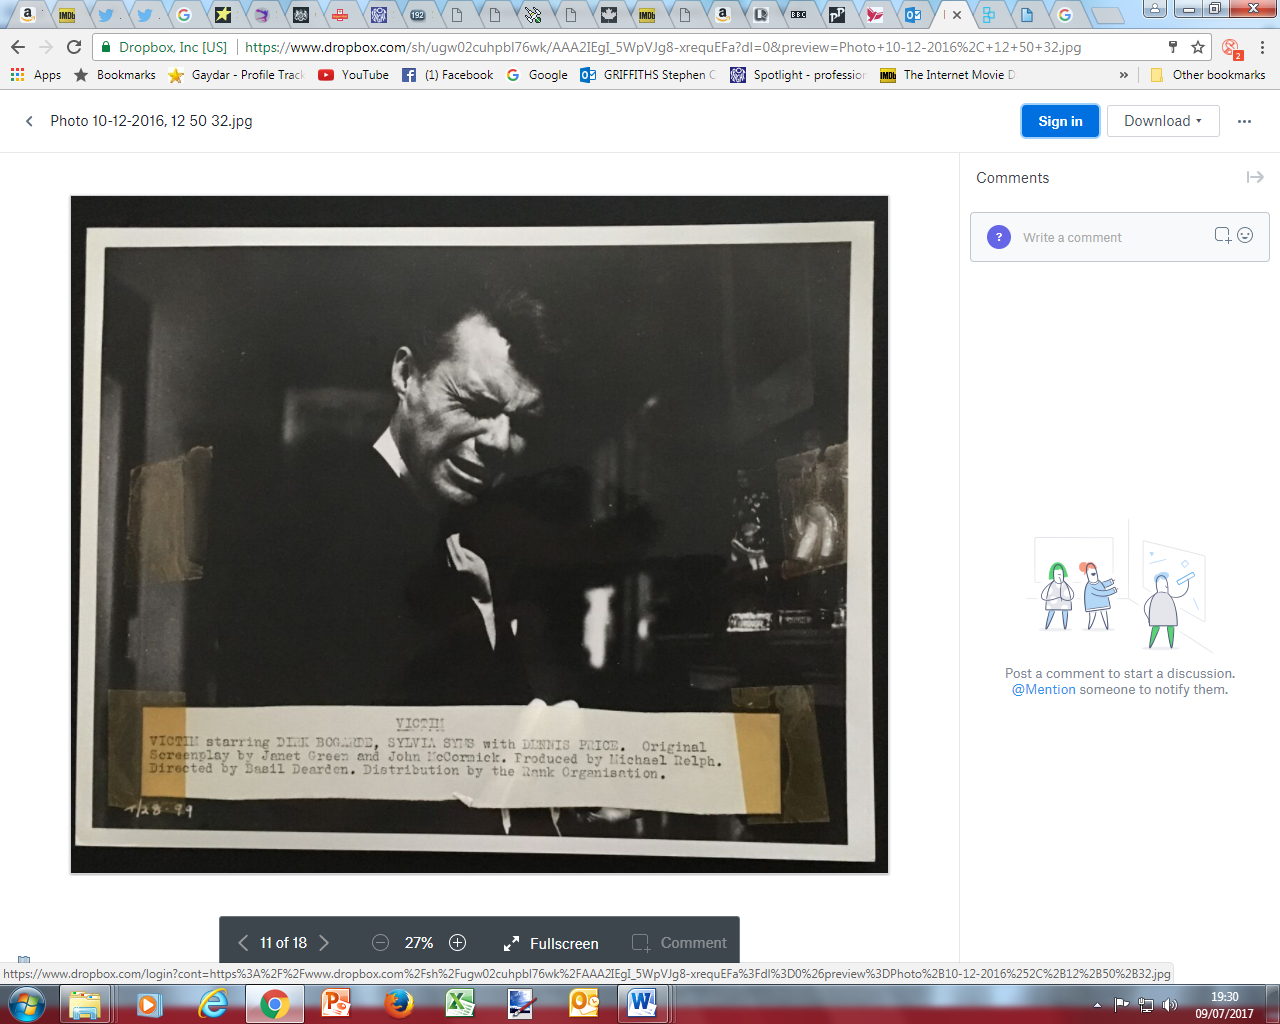 192
IMDb
IMDb
BBC
Dropbox, Inc [US]
https://www.dropbox.com/sh/ugw02cuhpbl76wk/AAA2IEgI_5WpVJg8-xrequEFa?dl=0&preview=Photo+10-12-2016%2C+12+50+32.jpg
2
Apps
Bookmarks
Gaydar - Profile Track
YouTube
(1) Facebook
Google
GRIFFITHS Stephen C
Spotlight - profession
IMDb
The Internet Movie D
»
Other bookmarks
Photo 10-12-2016, 12 50 32.jpg
Sign in
Download
Comments
?
Write a comment
VICTIM
VICTIM starring DIRK BOGARDE, SYLVIA SYMS with DENNIS PRICE. Original
Screenplay by Janet Green and John McCormick. Produced by Michael Relph.
Directed by Basil Dearden. Distribution by the Rank Organisation.
Post a comment to start a discussion.
@Mention someone to notify them.
11 of 18
27%
Fullscreen
Comment
https://www.dropbox.com/login?cont=https%3A%2F%2Fwww.dropbox.com%2Fsh%2Fugw02cuhpbl76wk%2FAAA2IEgI_5WpVJg8-xrequEFa%3Fdl%3D0%26preview%3DPhoto%2B10-12-2016%252C%2B12%2B50%2B32.jpg
19:30
09/07/2017